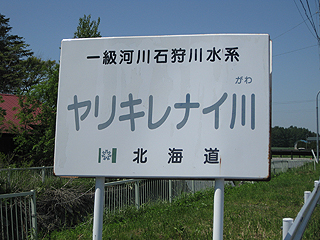 一級河川石狩川水系
がわ
ヤリキレナイ川
北海道